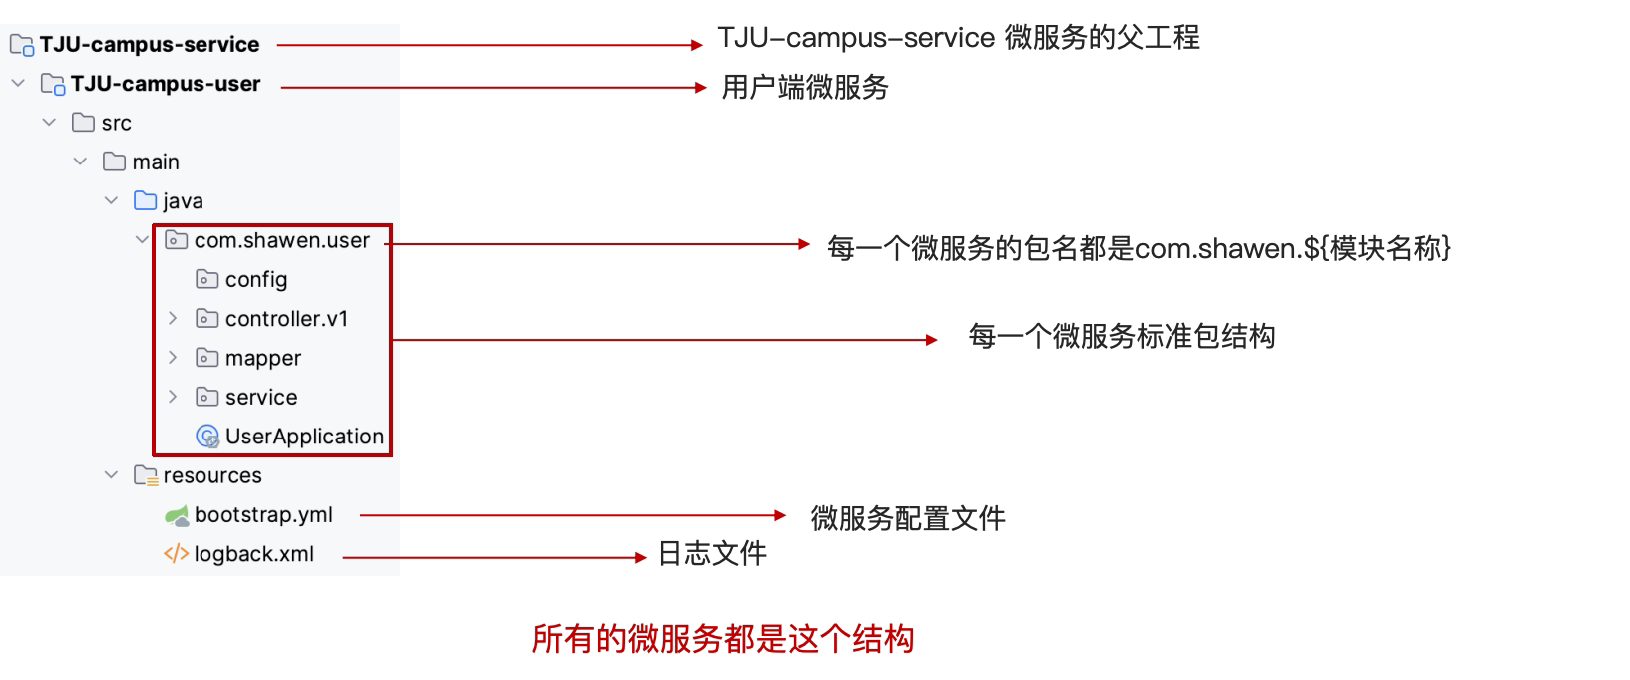 TJU-campus-service
TJU-campus-service 微服务的父工程
TJU-campus-user
用户端微服务
src
main
java
com.shawen.user
每一个微服务的包名都是com.shawen.${模块名称}
config
controller.v1
每一个微服务标准包结构
mapper
service
UserApplication
resources
bootstrap.yml
微服务配置文件
logback.xml
日志文件
所有的微服务都是这个结构